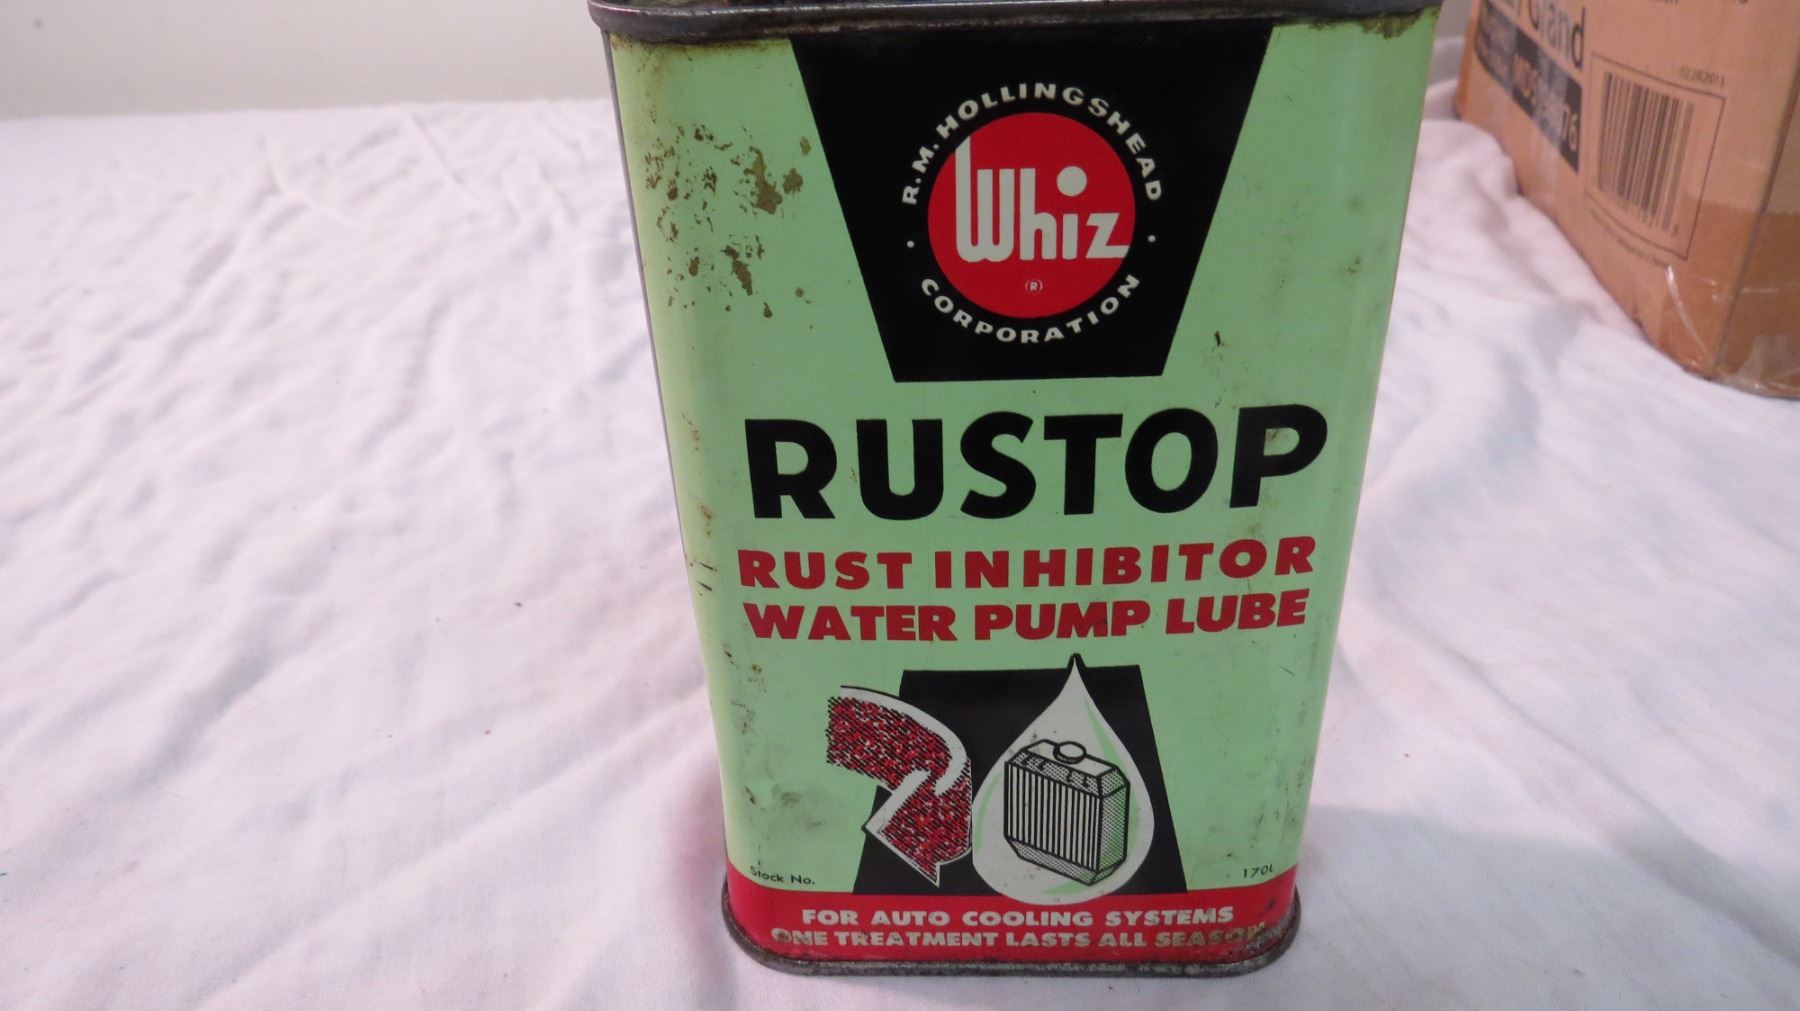 R.M. HOLLINGSHEAD
Whiz
(R)
· CORPORATION ·
RUSTOP
RUST INHIBITOR
WATER PUMP LUBE
Stock No. 170L
FOR AUTO COOLING SYSTEMS
ONE TREATMENT LASTS ALL SEASON
Grand